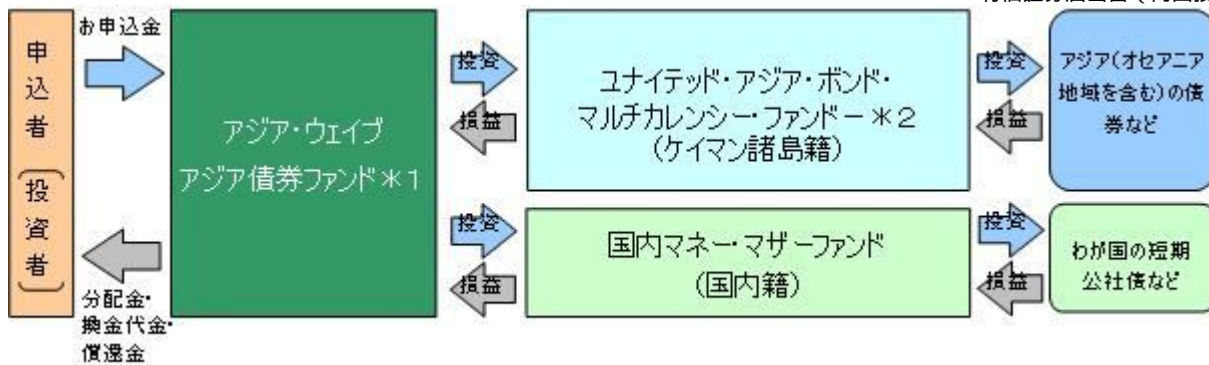 お申込金
申込者
(投資者)
分配金・
換金代金・
償還金
アジア・ウェイブ
アジア債券ファンド*1
投資
損益
ユナイテッド・アジア・ボンド・
マルチカレンシー・ファンドー*2
(ケイマン諸島籍)
投資
損益
アジア(オセアニア
地域を含む)の債
券など
投資
損益
国内マネー・マザーファンド
(国内籍)
投資
損益
わが国の短期
公社債など